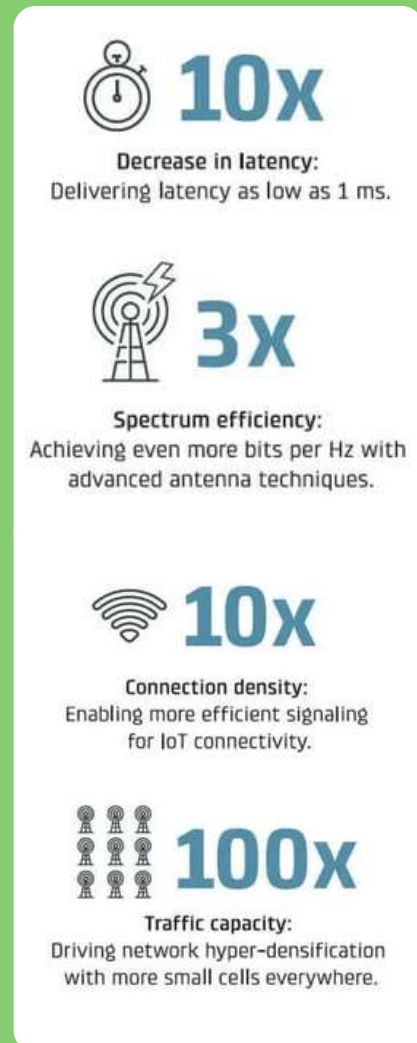 10x
Decrease in latency:
Delivering latency as low as 1 ms.
3x
Spectrum efficiency:
Achieving even more bits per Hz with
advanced antenna techniques.
10x
Connection density:
Enabling more efficient signaling
for IoT connectivity.
100x
Traffic capacity:
Driving network hyper-densification
with more small cells everywhere.